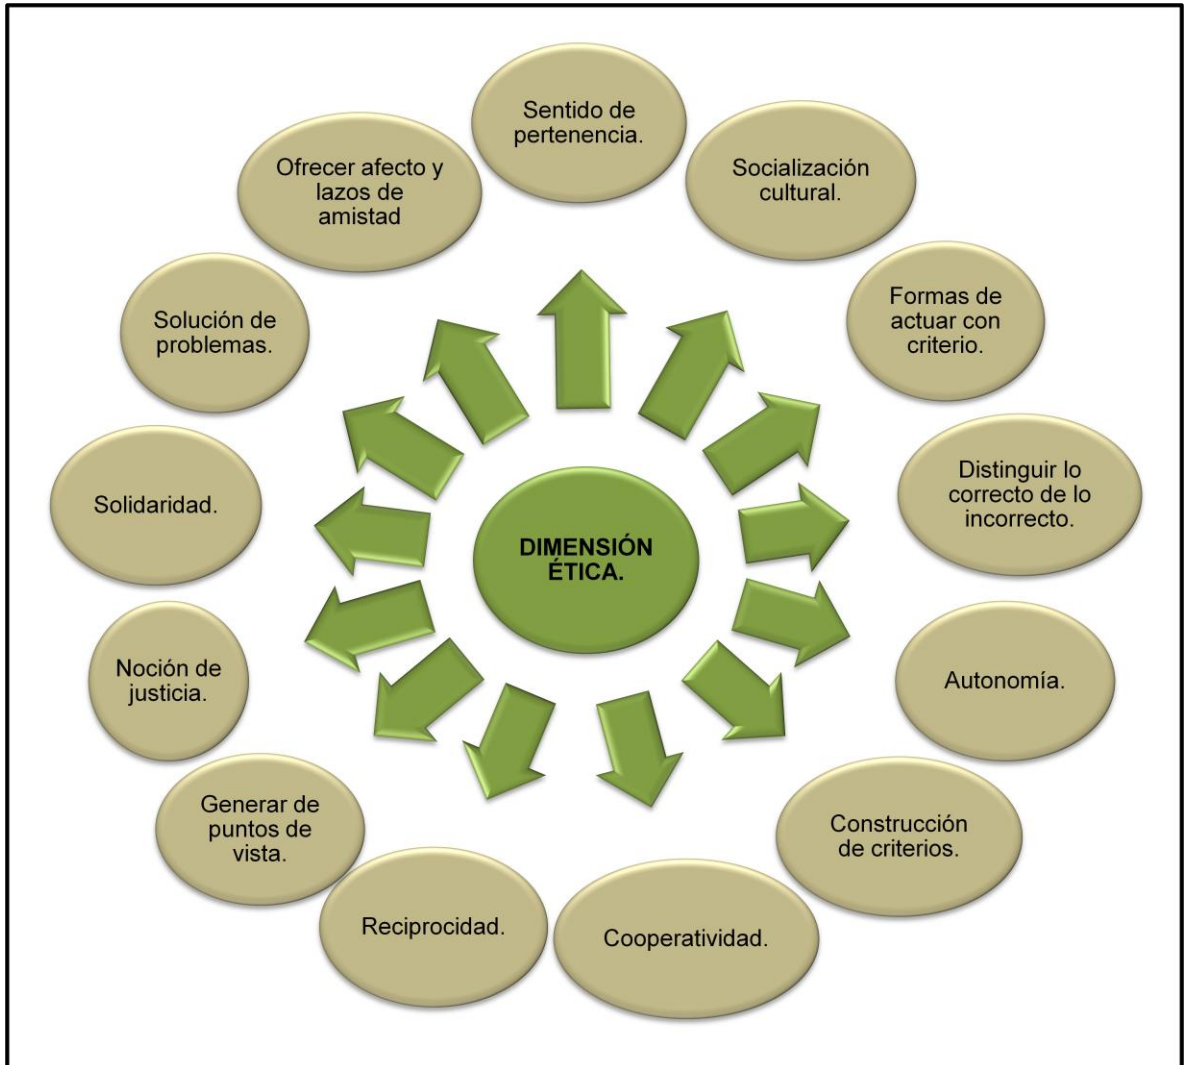 Sentido de
pertenencia.
Socialización
cultural.
Formas de
actuar con
criterio.
Distinguir lo
correcto de lo
incorrecto.
Autonomía.
Construcción
de criterios.
Cooperatividad.
Reciprocidad.
Generar de
puntos de
vista.
Noción de
justicia.
Solidaridad.
Solución de
problemas.
Ofrecer afecto y
lazos de
amistad
DIMENSIÓN
ÉTICA.